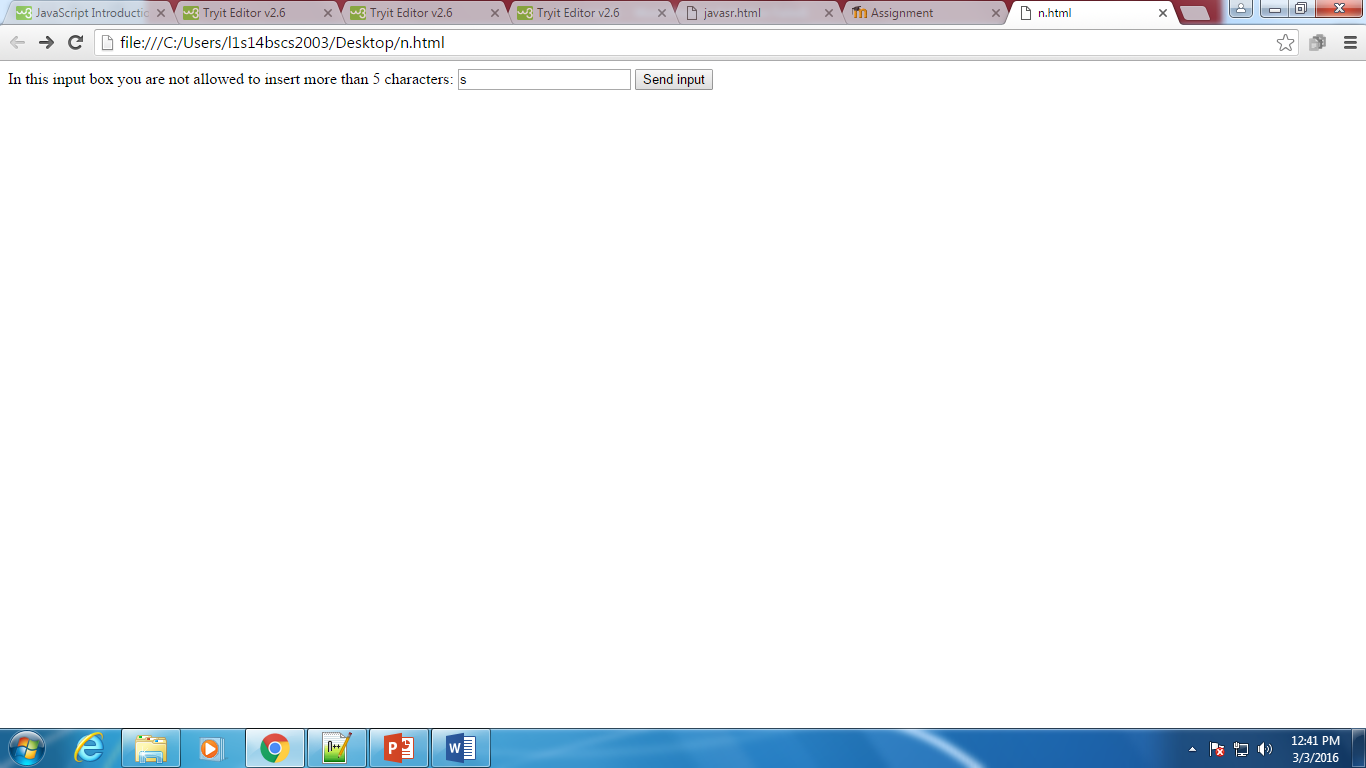 JavaScript Introductio
Tryit Editor v2.6
Tryit Editor v2.6
Tryit Editor v2.6
javasr.html
Assignment
n.html
file:///C:/Users/l1s14bscs2003/Desktop/n.html
In this input box you are not allowed to insert more than 5 characters: s Send input
12:41 PM
3/3/2016